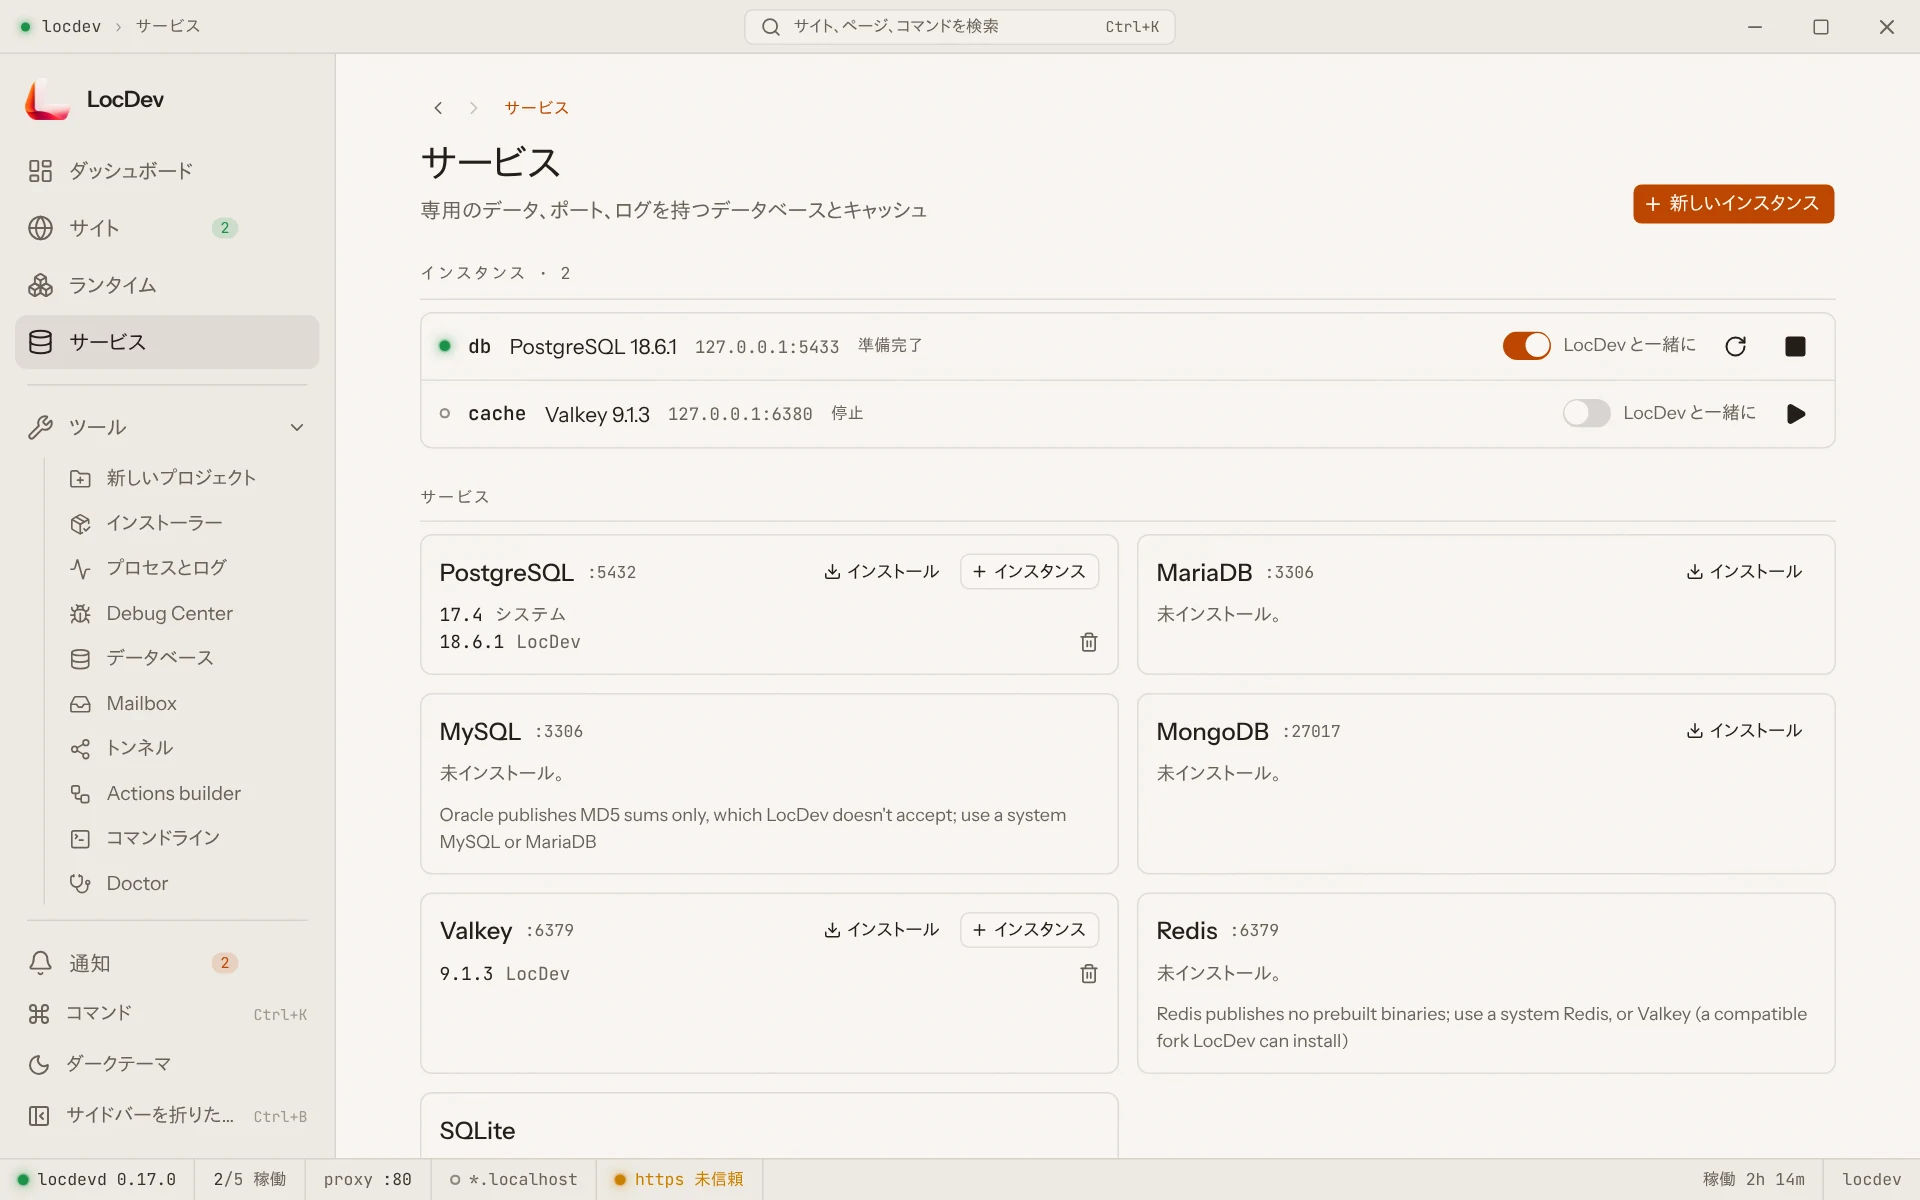 locdev › サービス
サイト、ページ、コマンドを検索 Ctrl+K
LocDev
ダッシュボード
サイト 2
ランタイム
サービス
ツール
新しいプロジェクト
インストーラー
プロセスとログ
Debug Center
データベース
Mailbox
トンネル
Actions builder
コマンドライン
Doctor
通知 2
コマンド Ctrl+K
ダークテーマ
サイドバーを折りた… Ctrl+B
サービス
サービス
専用のデータ、ポート、ログを持つデータベースとキャッシュ
+ 新しいインスタンス
インスタンス · 2
db PostgreSQL 18.6.1 127.0.0.1:5433 準備完了 LocDev と一緒に
cache Valkey 9.1.3 127.0.0.1:6380 停止 LocDev と一緒に
サービス
PostgreSQL :5432 インストール + インスタンス
17.4 システム
18.6.1 LocDev
MariaDB :3306 インストール
未インストール。
MySQL :3306
未インストール。
Oracle publishes MD5 sums only, which LocDev doesn't accept; use a system
MySQL or MariaDB
MongoDB :27017 インストール
未インストール。
Valkey :6379 インストール + インスタンス
9.1.3 LocDev
Redis :6379
未インストール。
Redis publishes no prebuilt binaries; use a system Redis, or Valkey (a compatible
fork LocDev can install)
SQLite
locdevd 0.17.0 2/5 稼働 proxy :80 *.localhost https 未信頼 稼働 2h 14m locdev